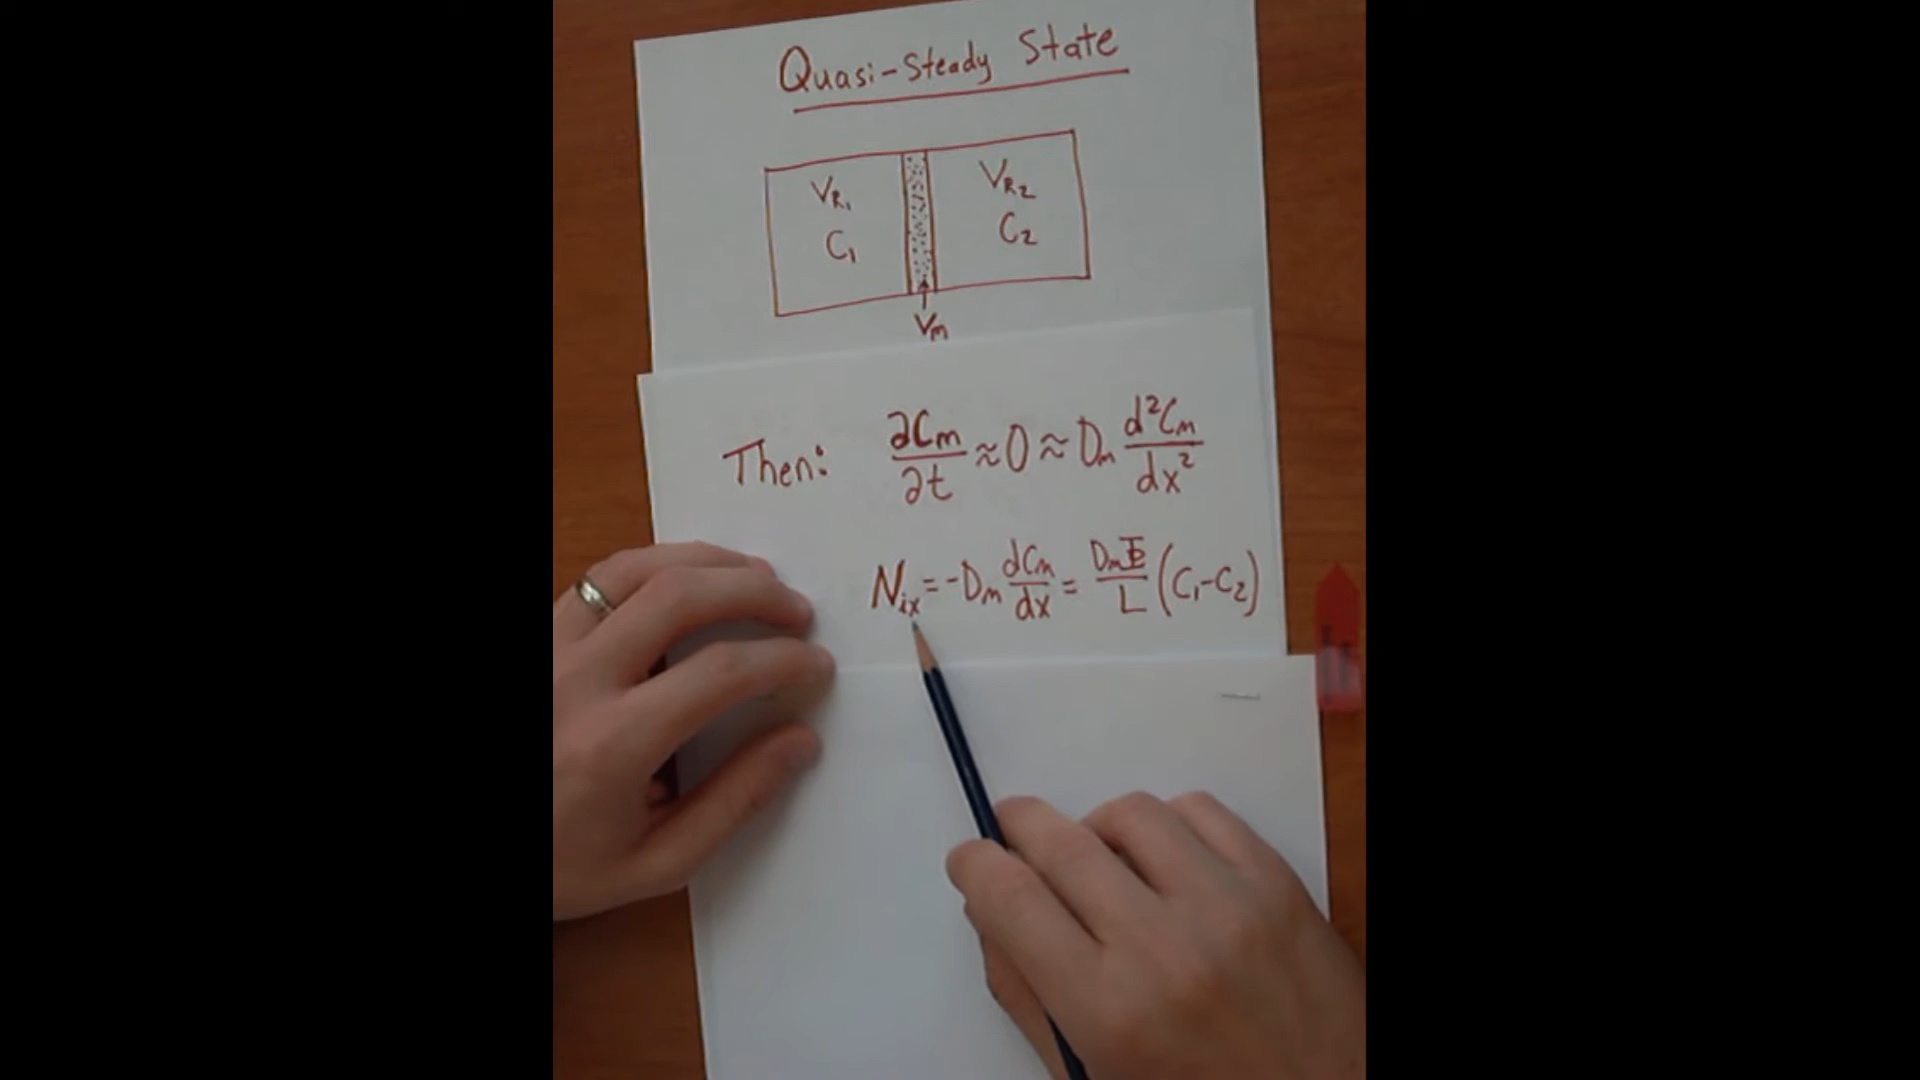 Quasi-Steady State
V_R1 V_R2
C_1 C_2
V_m
Then: ∂C_m/∂t ≈ 0 ≈ D_m d²C_m/dx²
N_ix = -D_m dC_m/dx = D_mΦ/L (C_1-C_2)